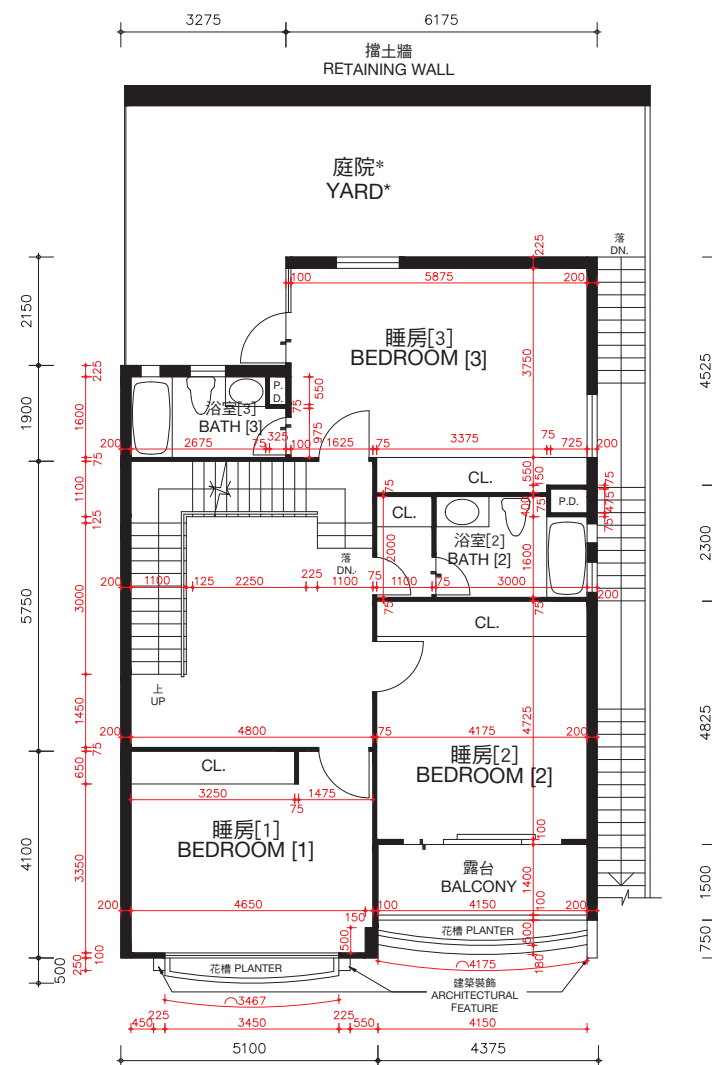 3275
6175
擋土牆
RETAINING WALL
庭院*
YARD*
落
DN.
225
100
5875
200
2150
睡房[3]
BEDROOM [3]
3750
4525
225
P.
D.
550
75
浴室[3]
BATH [3]
1900
1600
325
975
200
2675
75
100
1625
75
3375
75
725
200
75
CL.
550
150
75
1100
75
CL.
400
75
P.D.
475
75
125
浴室[2]
BATH [2]
2000
1600
落
DN.
2300
200
1100
125
2250
225
1100
75
1100
75
3000
200
3000
5750
75
75
CL.
上
UP
1450
4725
4825
200
4800
75
4175
200
75
睡房[2]
BEDROOM [2]
650
CL.
3250
1475
75
睡房[1]
BEDROOM [1]
100
4100
3350
露台
BALCONY
1400
1500
200
4650
100
4150
100
200
150
花槽 PLANTER
500
500
750
100
250
500
花槽 PLANTER
4175
180
建築裝飾
ARCHITECTURAL
FEATURE
3467
450
225
3450
225
550
4150
5100
4375